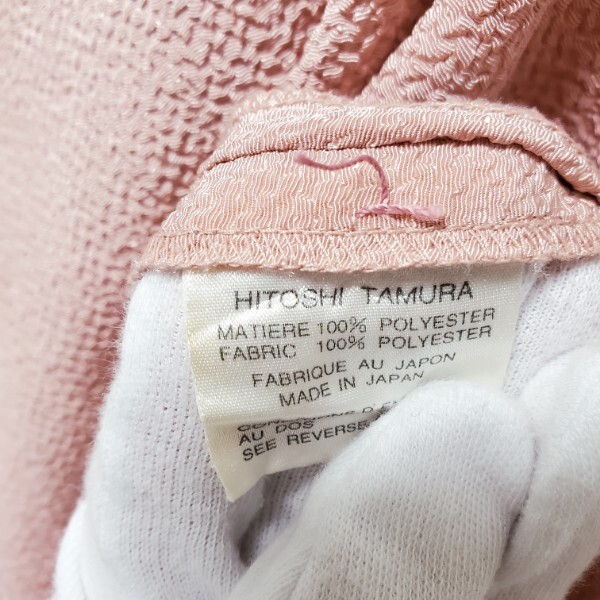 HITOSHI TAMURA
MATIERE 100% POLYESTER
FABRIC 100% POLYESTER
FABRIQUE AU JAPON
MADE IN JAPAN
AU DOS
SEE REVERSE